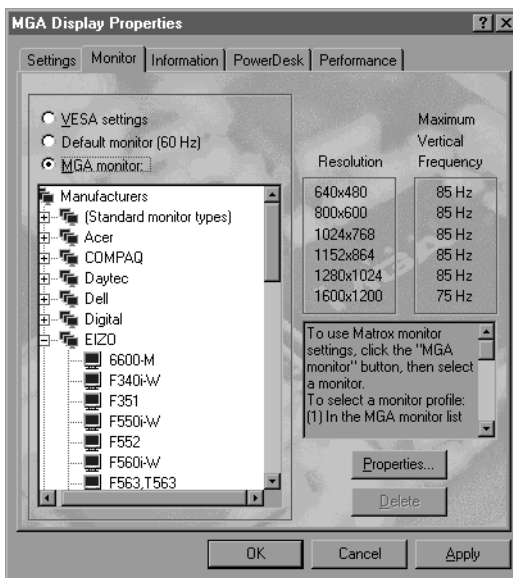 MGA Display Properties
? X
Settings Monitor Information PowerDesk Performance
VESA settings
Default monitor (60 Hz)
MGA monitor:
Manufacturers
(Standard monitor types)
Acer
COMPAQ
Daytec
Dell
Digital
EIZO
6600-M
F340i-W
F351
F550i-W
F552
F560i-W
F563,T563
Resolution
Maximum
Vertical
Frequency
640x480 85 Hz
800x600 85 Hz
1024x768 85 Hz
1152x864 85 Hz
1280x1024 85 Hz
1600x1200 75 Hz
To use Matrox monitor
settings, click the "MGA
monitor" button, then select
a monitor.
To select a monitor profile:
(1) In the MGA monitor list
Properties...
Delete
OK Cancel Apply